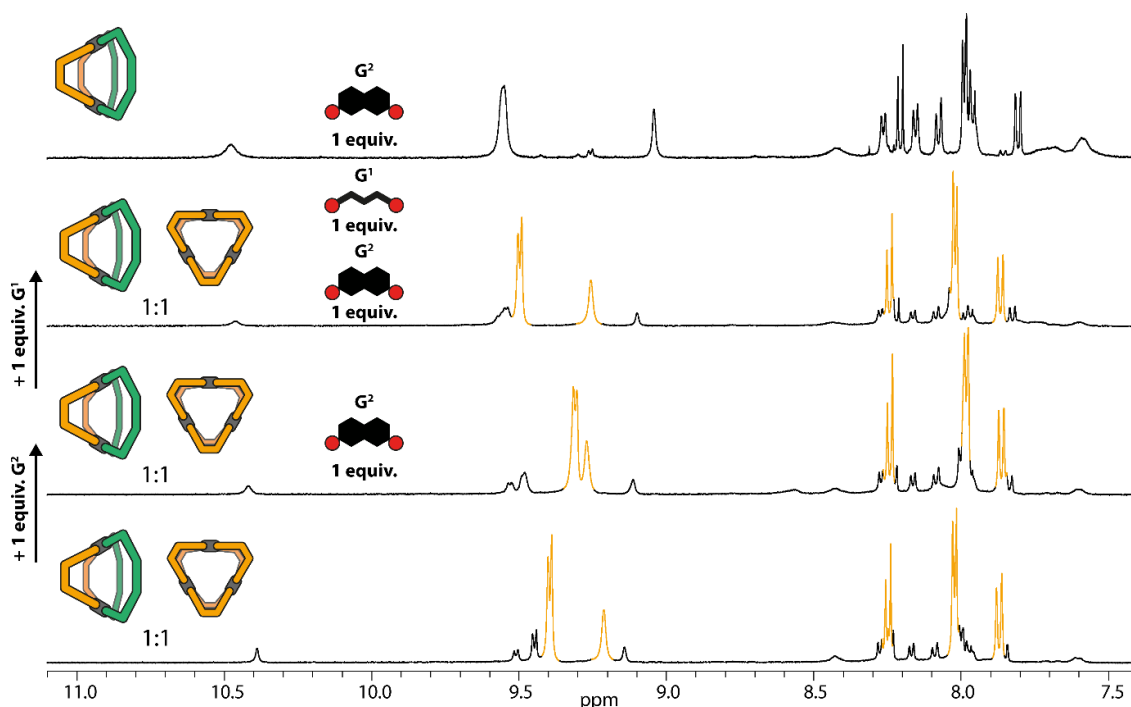 G²
1 equiv.
G¹
1 equiv.
G²
1 equiv.
1:1
+ 1 equiv. G¹
G²
1 equiv.
1:1
+ 1 equiv. G²
1:1
11.0 10.5 10.0 9.5 9.0 8.5 8.0 7.5
ppm